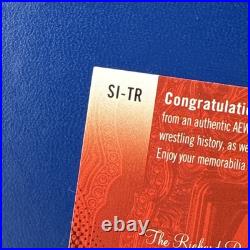 SI-TR
Congratulatio
from an authentic AEW
wrestling history, as we
Enjoy your memorabilia
The Richard